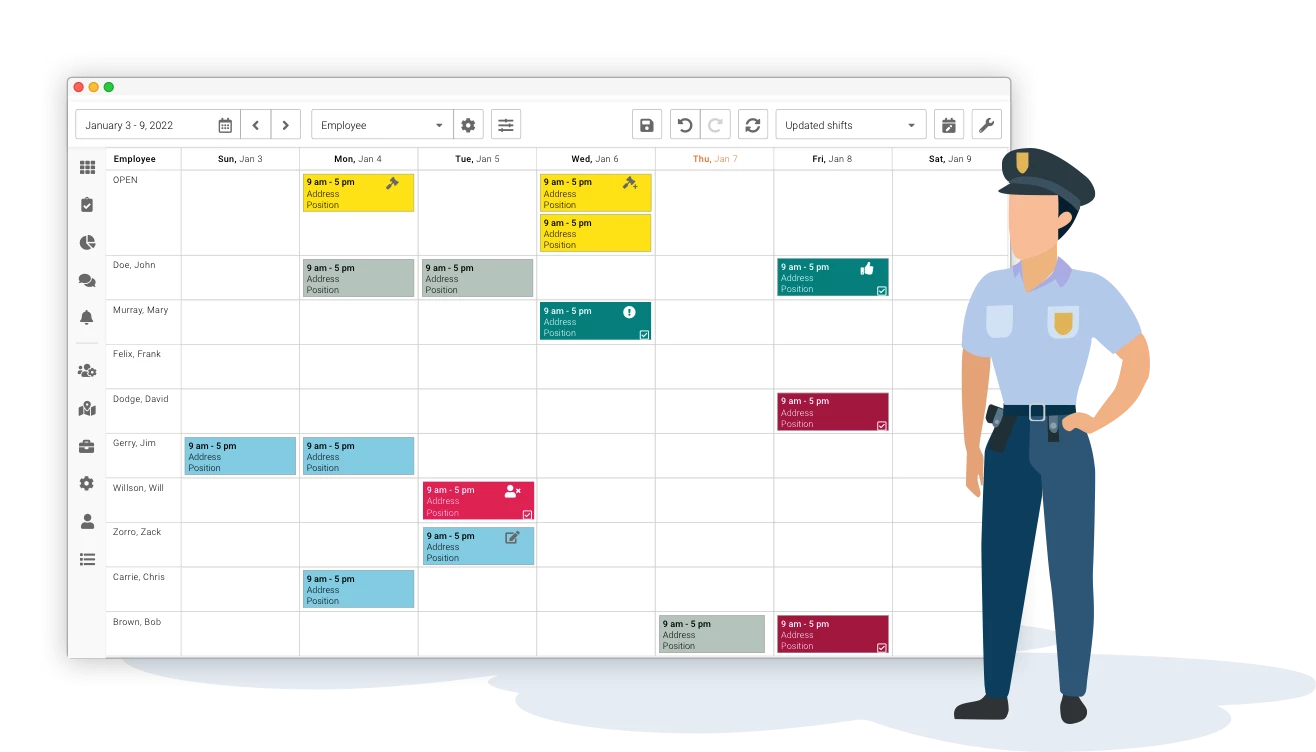 January 3 - 9, 2022
Employee
Updated shifts
Employee
Sun, Jan 3
Mon, Jan 4
Tue, Jan 5
Wed, Jan 6
Thu, Jan 7
Fri, Jan 8
Sat, Jan 9
OPEN
9 am - 5 pm
Address
Position
9 am - 5 pm
Address
Position
9 am - 5 pm
Address
Position
Doe, John
9 am - 5 pm
Address
Position
9 am - 5 pm
Address
Position
9 am - 5 pm
Address
Position
Murray, Mary
9 am - 5 pm
Address
Position
Felix, Frank
Dodge, David
9 am - 5 pm
Address
Position
Gerry, Jim
9 am - 5 pm
Address
Position
9 am - 5 pm
Address
Position
Willson, Will
9 am - 5 pm
Address
Position
Zorro, Zack
9 am - 5 pm
Address
Position
Carrie, Chris
9 am - 5 pm
Address
Position
Brown, Bob
9 am - 5 pm
Address
Position
9 am - 5 pm
Address
Position